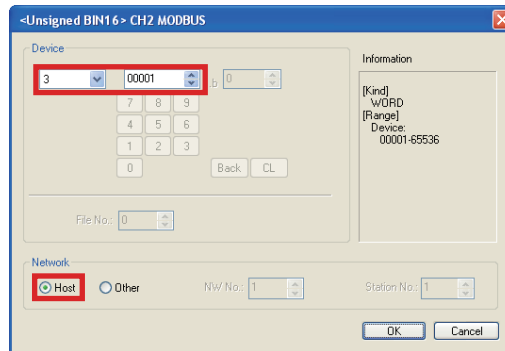 <Unsigned BIN16> CH2 MODBUS
Device
3 00001 .b 0
7 8 9
4 5 6
1 2 3
0 Back CL
File No.: 0
Information
[Kind]
WORD
[Range]
Device:
00001-65536
Network
Host Other NW No.: 1 Station No.: 1
OK Cancel